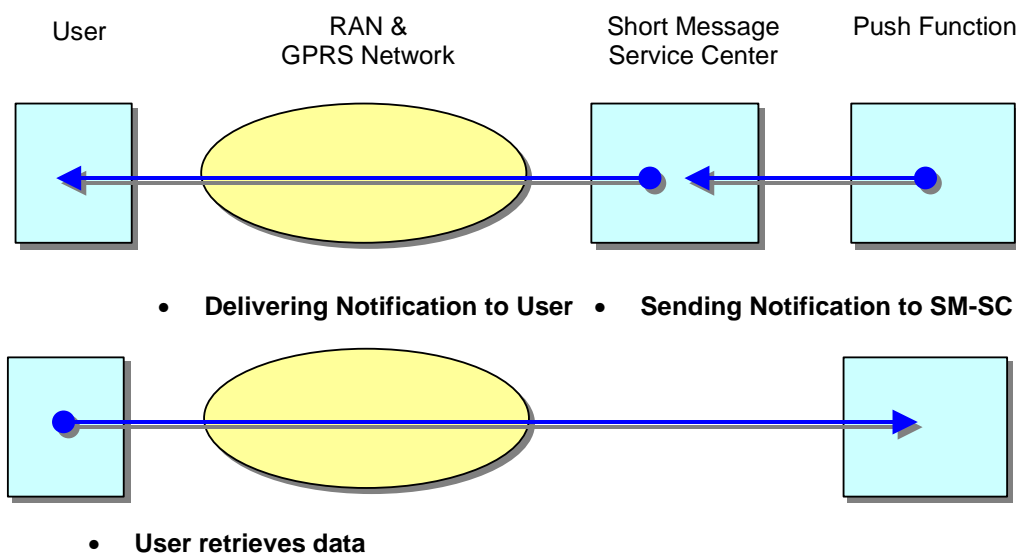 User
RAN &
GPRS Network
Short Message
Service Center
Push Function
• Delivering Notification to User • Sending Notification to SM-SC
• User retrieves data